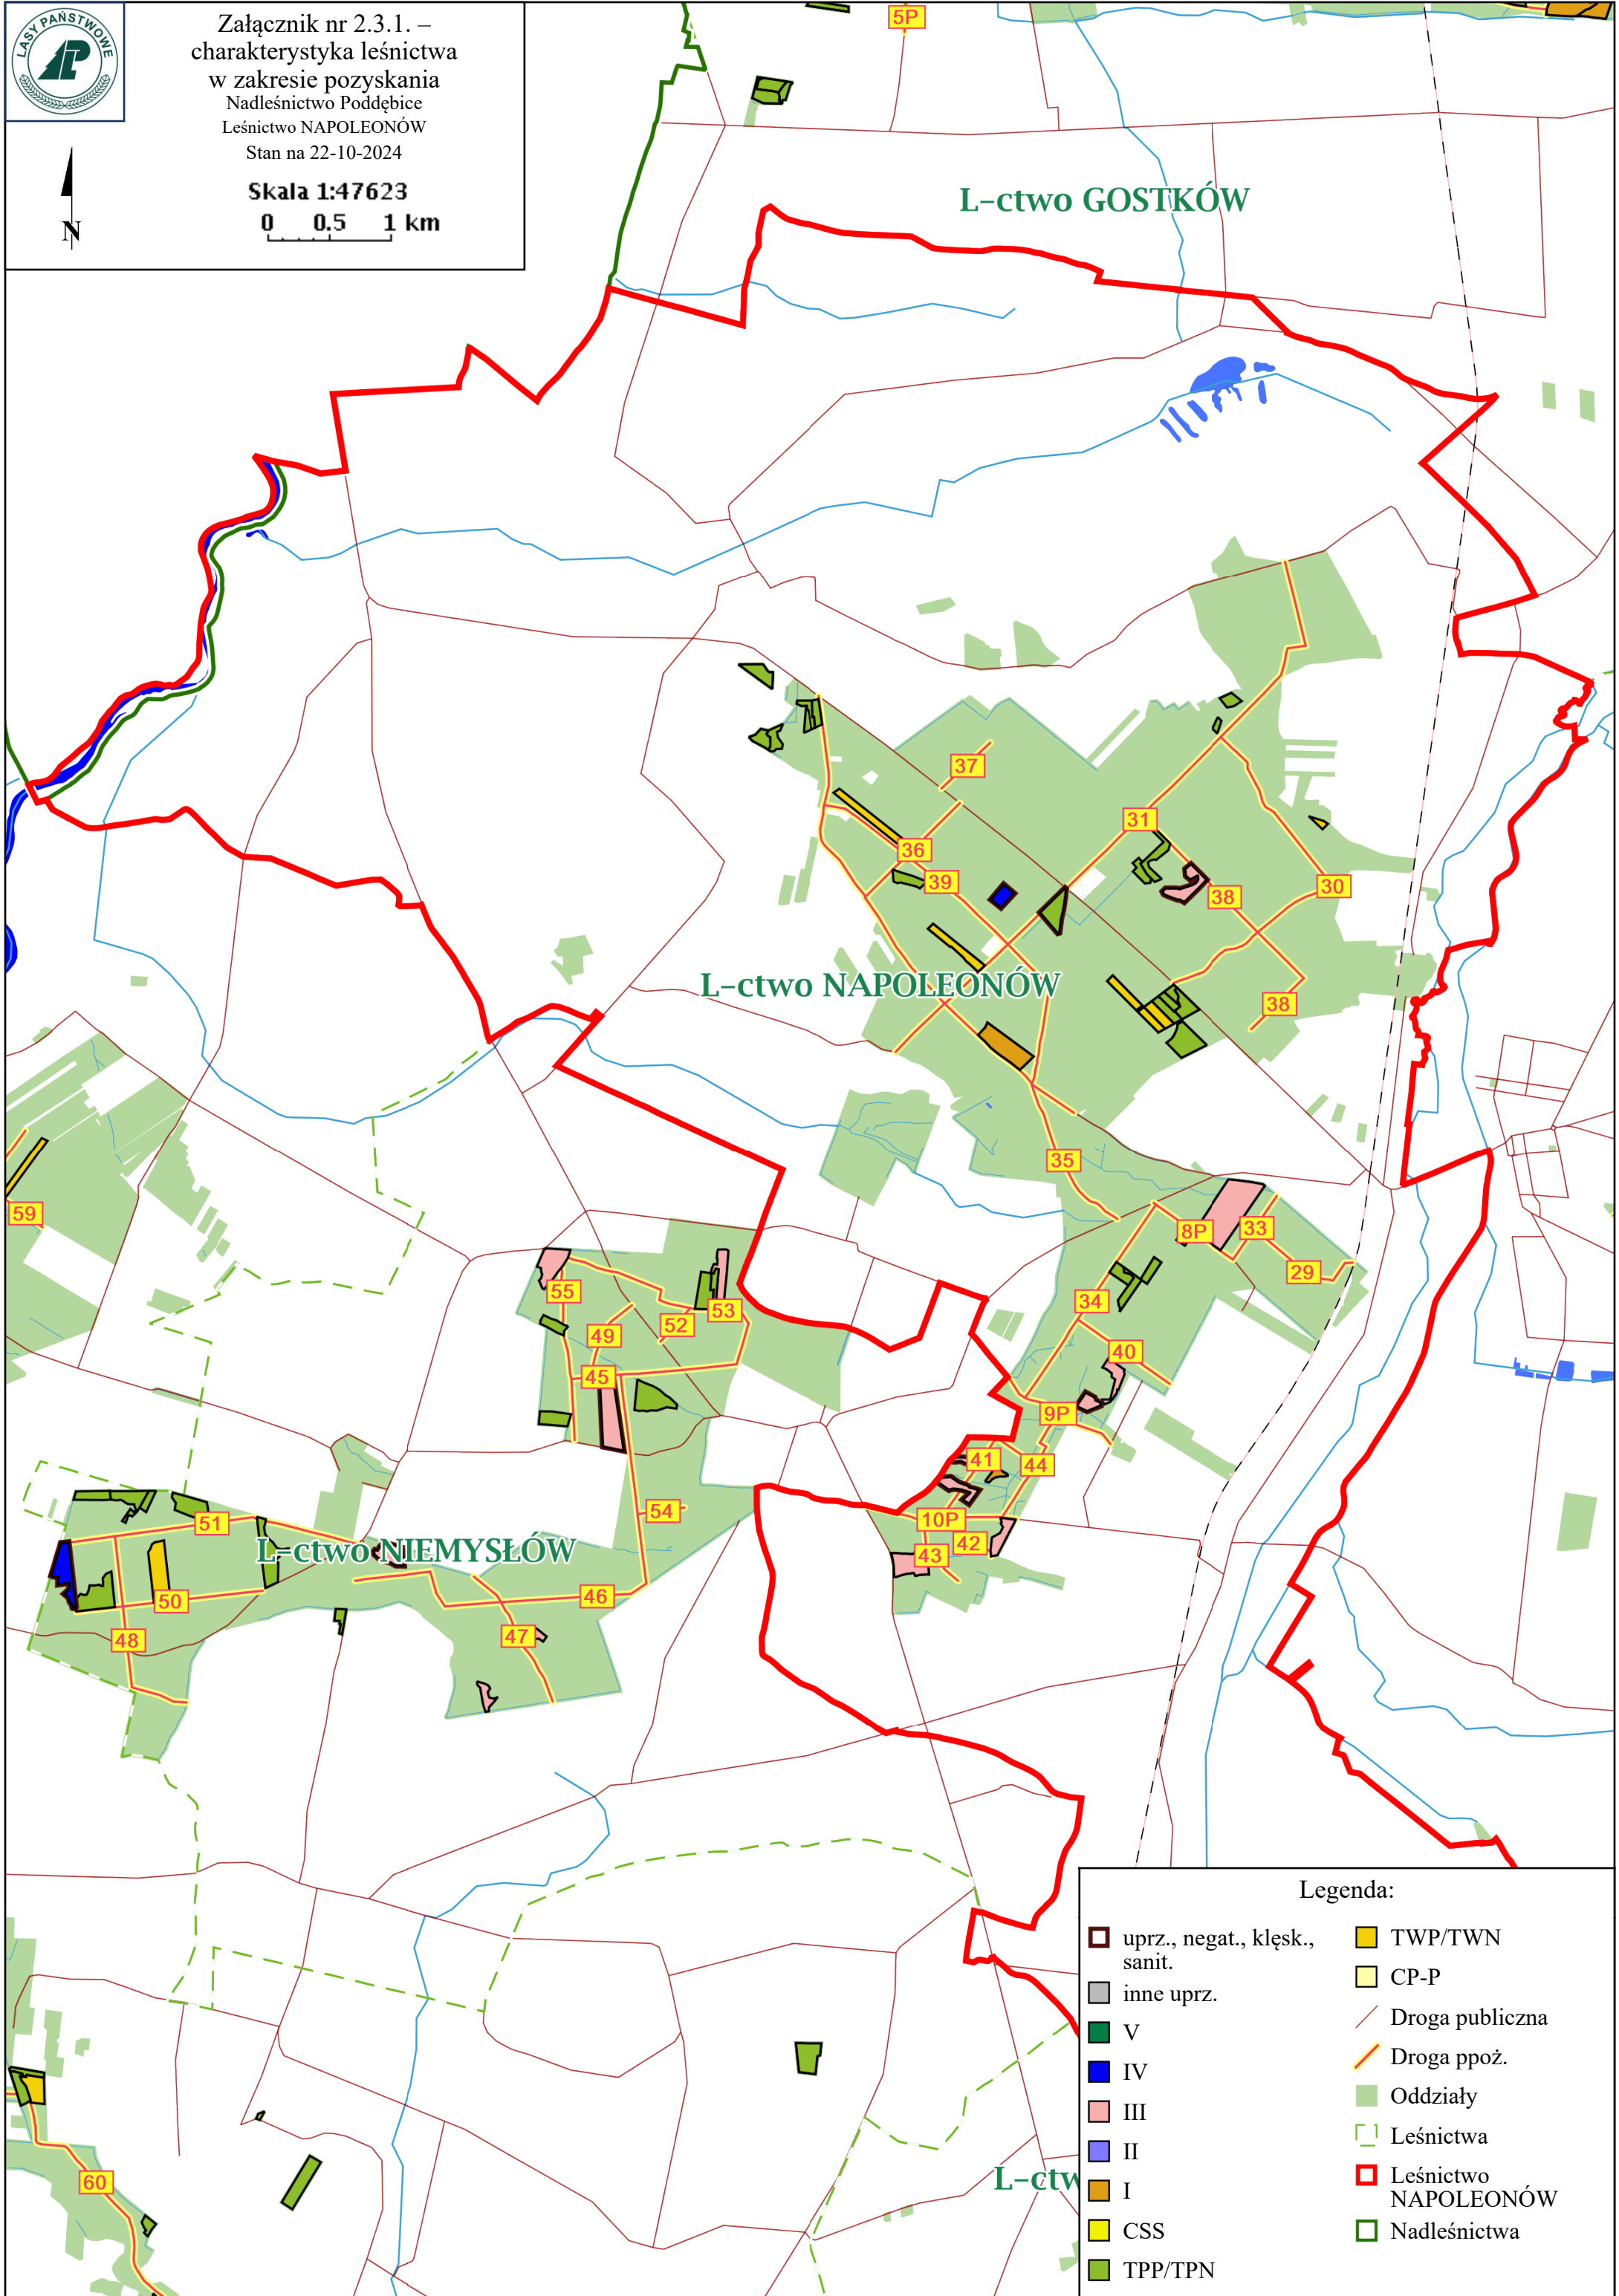 LASY PAŃSTWOWE
Załącznik nr 2.3.1. –
charakterystyka leśnictwa
w zakresie pozyskania
Nadleśnictwo Poddębice
Leśnictwo NAPOLEONÓW
Stan na 22-10-2024
Skala 1:47623
0 0.5 1 km
N
5P
L-ctwo GOSTKÓW
37
31
36
39
38
30
L-ctwo NAPOLEONÓW
38
35
59
8P
33
29
55
34
53
52
49
40
45
9P
41
44
54
10P
51
42
L-ctwo NIEMYSŁÓW
43
46
50
47
48
60
L-ctw
Legenda:
uprz., negat., klęsk.,
sanit.
inne uprz.
V
IV
III
II
I
CSS
TPP/TPN
TWP/TWN
CP-P
Droga publiczna
Droga ppoż.
Oddziały
Leśnictwa
Leśnictwo
NAPOLEONÓW
Nadleśnictwa